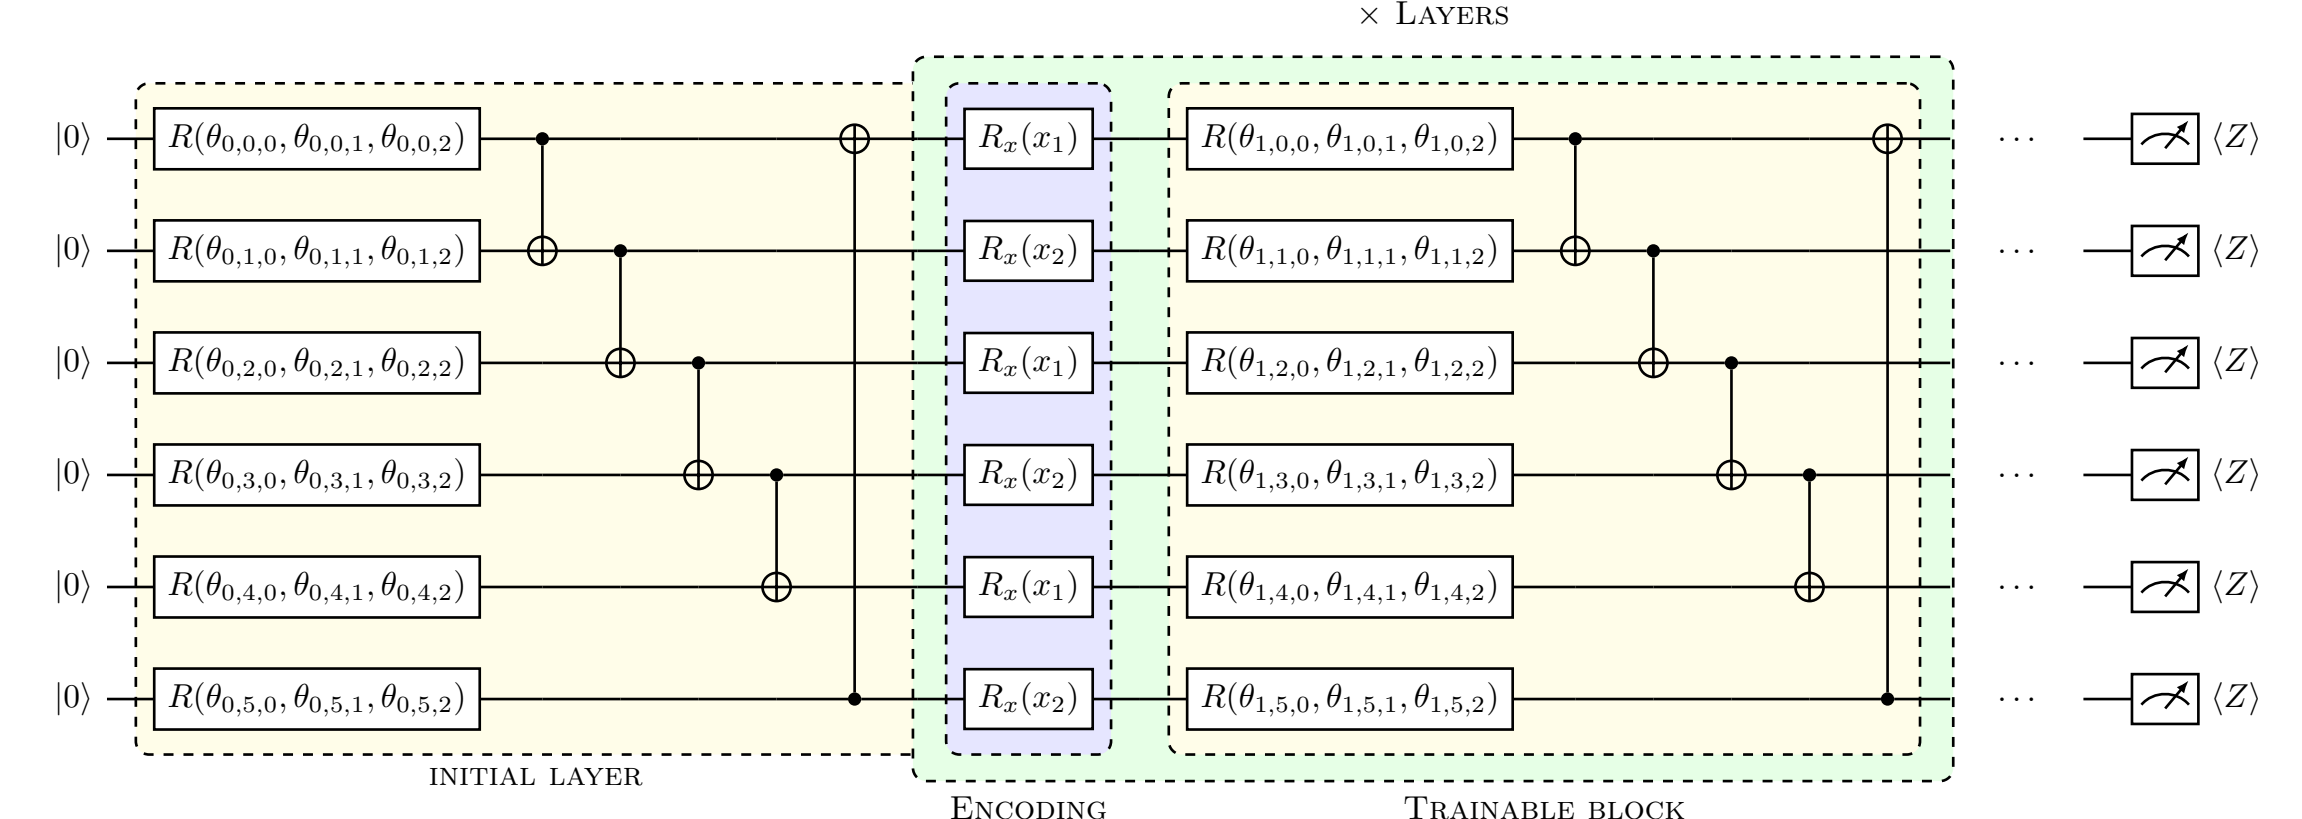 × Layers
|0⟩ R(θ0,0,0, θ0,0,1, θ0,0,2) Rx(x1) R(θ1,0,0, θ1,0,1, θ1,0,2) ··· ⟨Z⟩
|0⟩ R(θ0,1,0, θ0,1,1, θ0,1,2) Rx(x2) R(θ1,1,0, θ1,1,1, θ1,1,2) ··· ⟨Z⟩
|0⟩ R(θ0,2,0, θ0,2,1, θ0,2,2) Rx(x1) R(θ1,2,0, θ1,2,1, θ1,2,2) ··· ⟨Z⟩
|0⟩ R(θ0,3,0, θ0,3,1, θ0,3,2) Rx(x2) R(θ1,3,0, θ1,3,1, θ1,3,2) ··· ⟨Z⟩
|0⟩ R(θ0,4,0, θ0,4,1, θ0,4,2) Rx(x1) R(θ1,4,0, θ1,4,1, θ1,4,2) ··· ⟨Z⟩
|0⟩ R(θ0,5,0, θ0,5,1, θ0,5,2) Rx(x2) R(θ1,5,0, θ1,5,1, θ1,5,2) ··· ⟨Z⟩
initial layer
Encoding Trainable block